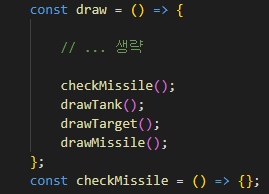 const draw = () => {
// ... 생략
checkMissile();
drawTank();
drawTarget();
drawMissile();
};
const checkMissile = () => {};